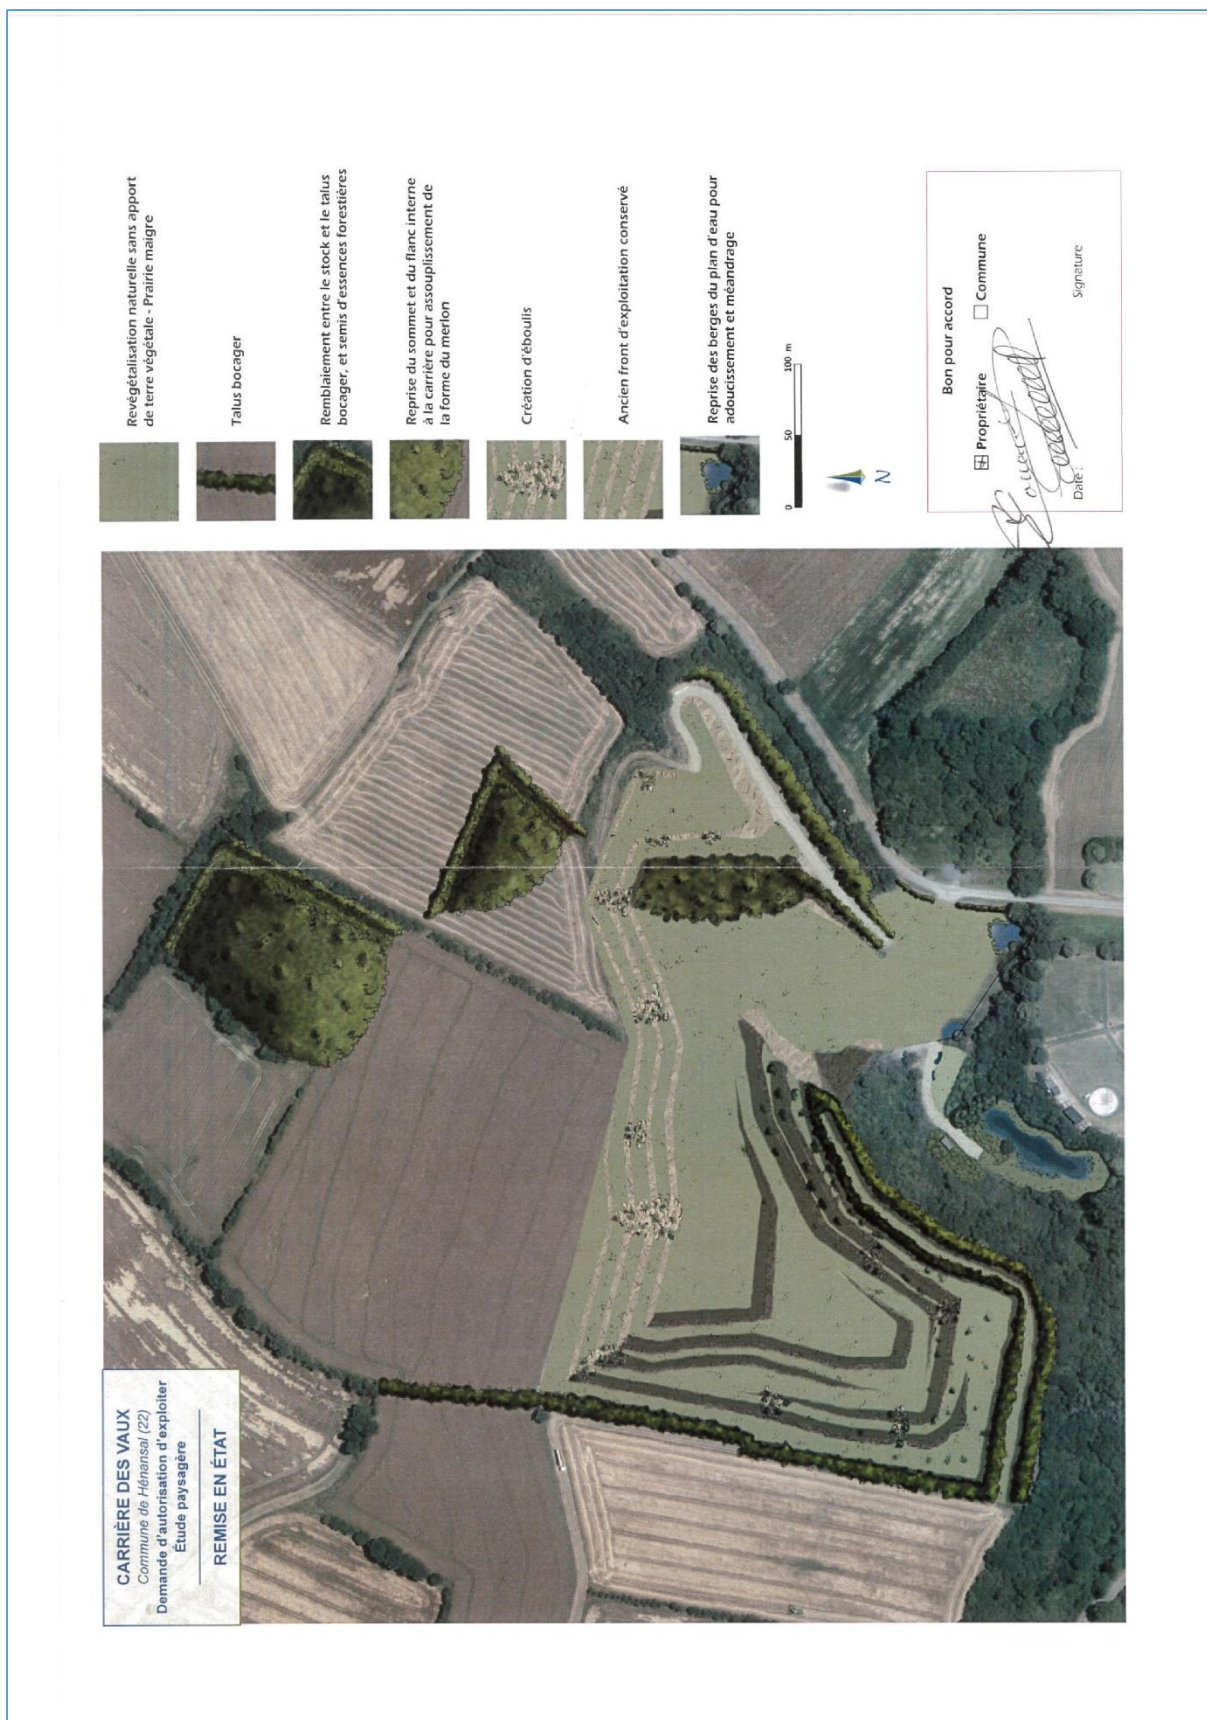 CARRIÈRE DES VAUX
Commune de Hénansal (22)
Demande d'autorisation d'exploiter
Étude paysagère
REMISE EN ÉTAT
Revégétalisation naturelle sans apport
de terre végétale - Prairie maigre
Talus bocager
Remblaiement entre le stock et le talus
bocager, et semis d'essences forestières
Reprise du sommet et du flanc interne
à la carrière pour assouplissement de
la forme du merlon
Création d'éboulis
Ancien front d'exploitation conservé
Reprise des berges du plan d'eau pour
adoucissement et méandrage
0 50 100 m
N
Bon pour accord
Propriétaire Commune
Date :
Signature